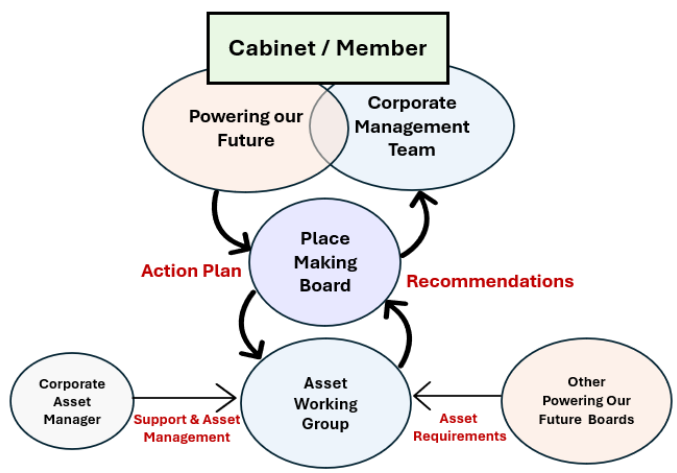 Cabinet / Member
Powering our
Future
Corporate
Management
Team
Place
Making
Board
Action Plan
Recommendations
Corporate
Asset
Manager
Support & Asset
Management
Asset
Working
Group
Asset
Requirements
Other
Powering Our
Future Boards